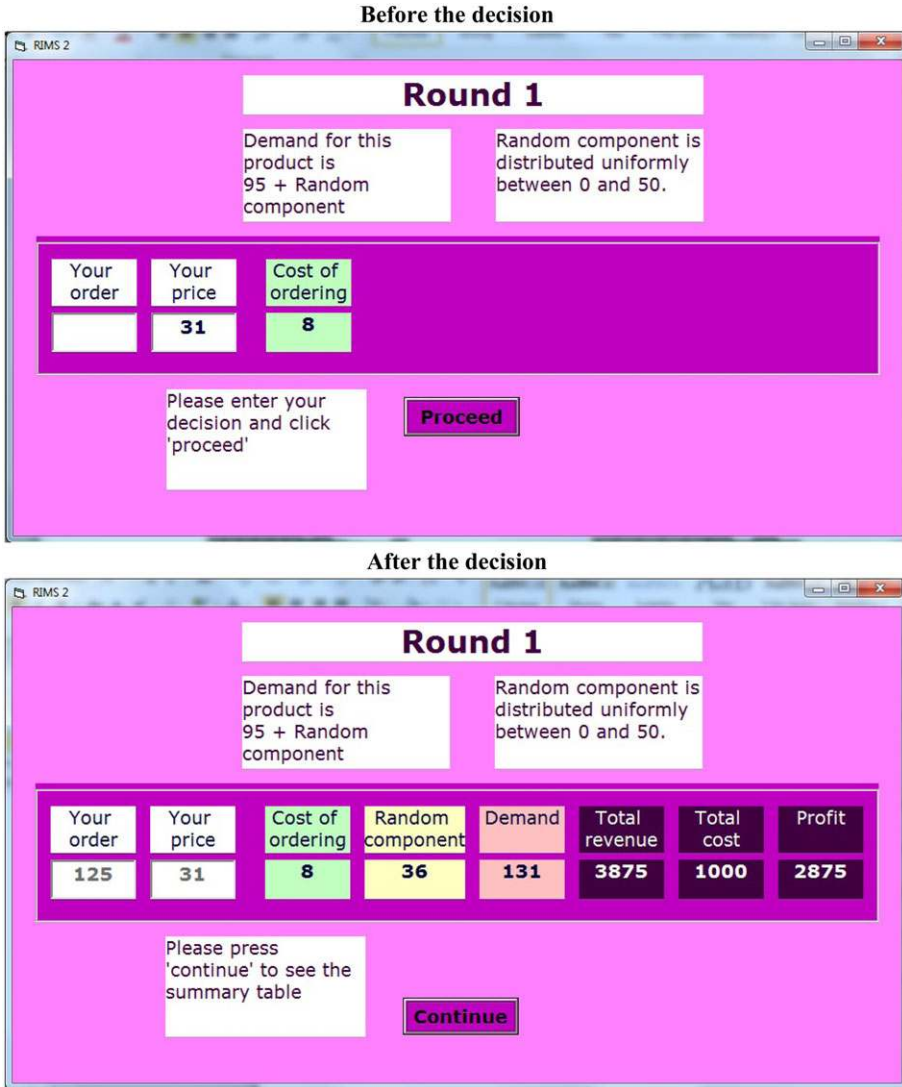 Before the decision
RIMS 2
Round 1
Demand for this
product is
95 + Random
component
Random component is
distributed uniformly
between 0 and 50.
Your
order
Your
price
Cost of
ordering
31
8
Please enter your
decision and click
'proceed'
Proceed
After the decision
RIMS 2
Round 1
Demand for this
product is
95 + Random
component
Random component is
distributed uniformly
between 0 and 50.
Your
order
Your
price
Cost of
ordering
Random
component
Demand
Total
revenue
Total
cost
Profit
125
31
8
36
131
3875
1000
2875
Please press
'continue' to see the
summary table
Continue